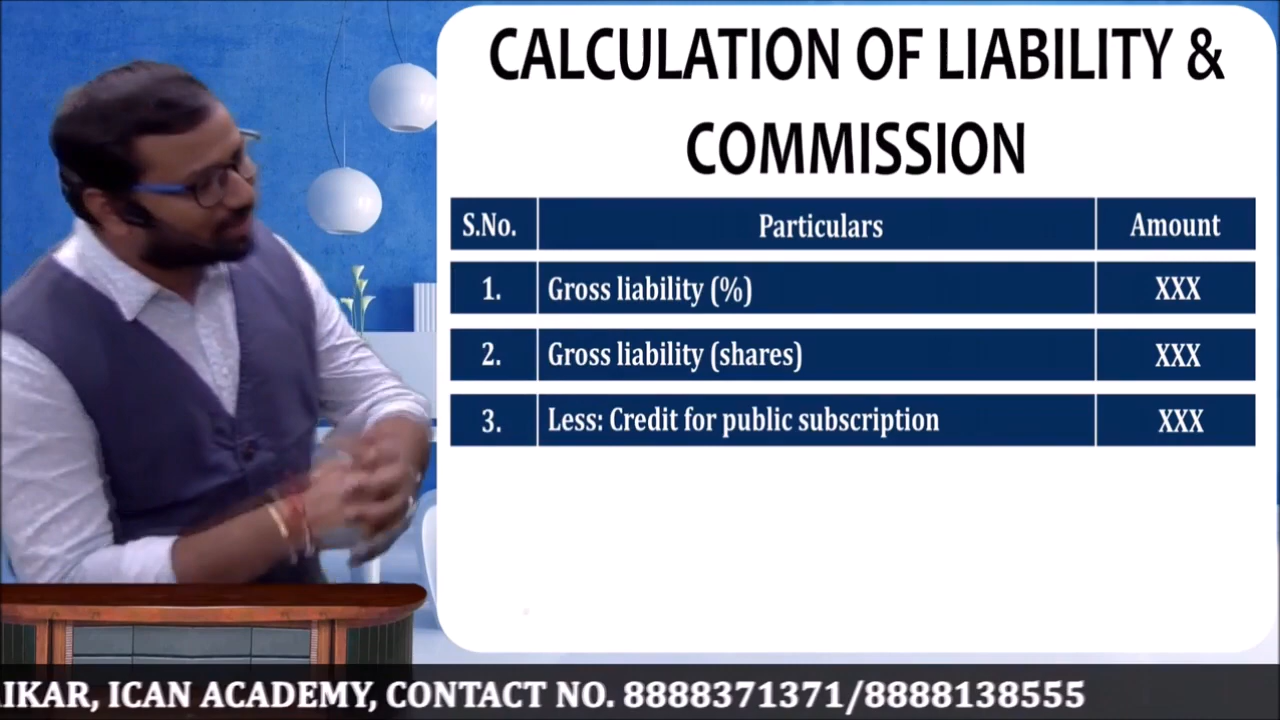 CALCULATION OF LIABILITY &
COMMISSION
S.No. Particulars Amount
1. Gross liability (%) XXX
2. Gross liability (shares) XXX
3. Less: Credit for public subscription XXX
IKAR, ICAN ACADEMY, CONTACT NO. 8888371371/8888138555